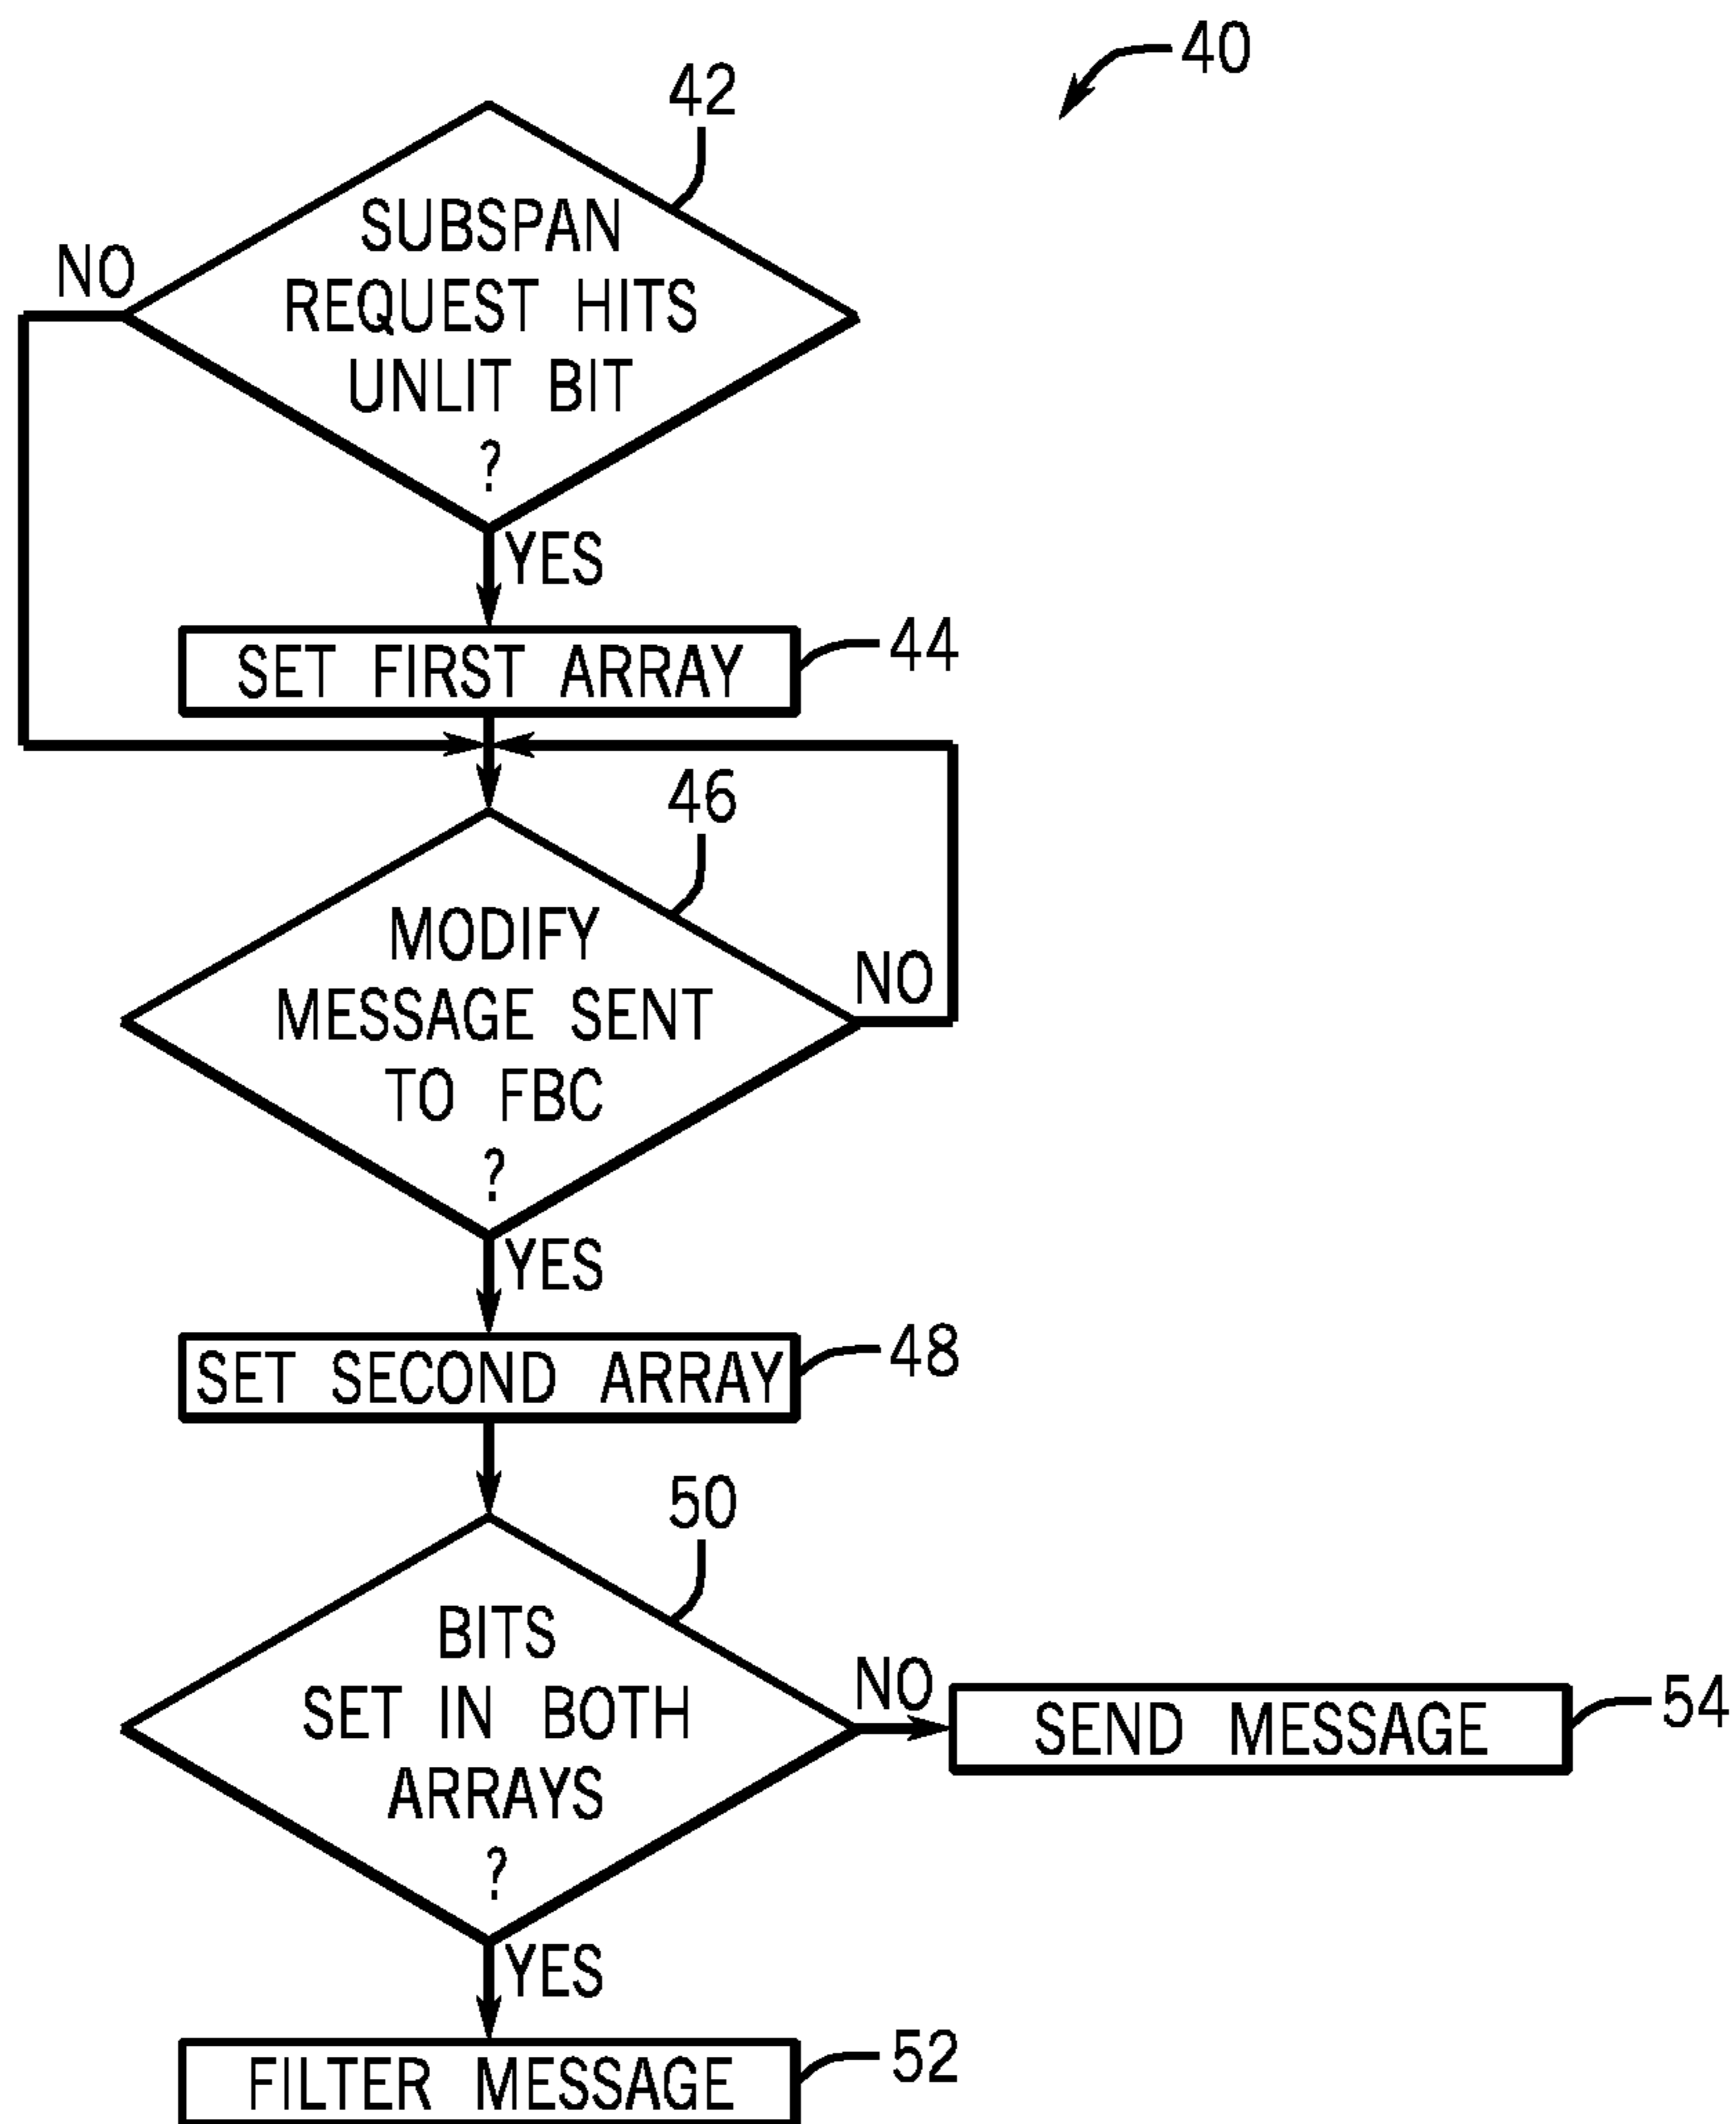 40
42
SUBSPAN
REQUEST HITS
UNLIT BIT
?
NO
YES
SET FIRST ARRAY
44
46
MODIFY
MESSAGE SENT
TO FBC
?
NO
YES
SET SECOND ARRAY
48
50
BITS
SET IN BOTH
ARRAYS
?
NO
SEND MESSAGE
54
YES
FILTER MESSAGE
52